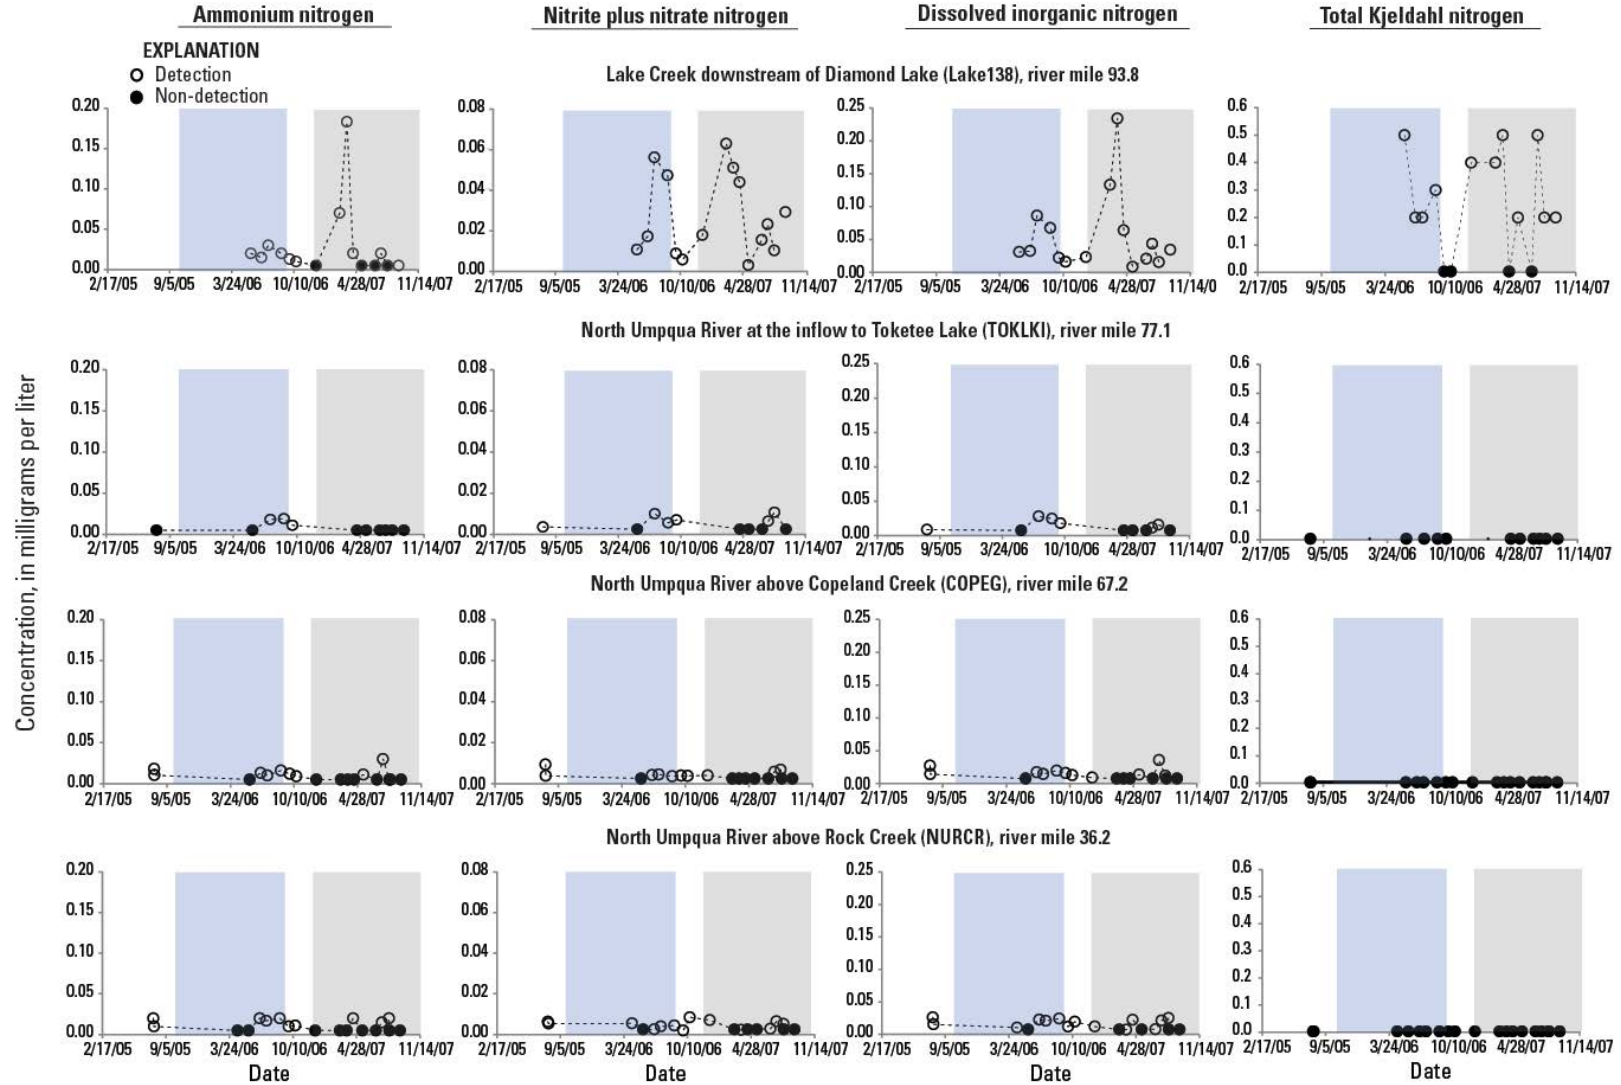 Ammonium nitrogen Nitrite plus nitrate nitrogen Dissolved inorganic nitrogen Total Kjeldahl nitrogen
EXPLANATION
Detection
Non-detection
Lake Creek downstream of Diamond Lake (Lake138), river mile 93.8
0.20 0.08 0.25 0.6
0.15 0.06 0.20 0.5
0.10 0.04 0.15 0.4
0.05 0.02 0.10 0.3
0.00 0.00 0.05 0.2
0.00 0.1
0.0
2/17/05 9/5/05 3/24/06 10/10/06 4/28/07 11/14/07 2/17/05 9/5/05 3/24/06 10/10/06 4/28/07 11/14/07 2/17/05 9/5/05 3/24/06 10/10/06 4/28/07 11/14/0 2/17/05 9/5/05 3/24/06 10/10/06 4/28/07 11/14/07
North Umpqua River at the inflow to Toketee Lake (TOKLKI), river mile 77.1
0.20 0.08 0.25 0.6
0.15 0.06 0.20 0.5
0.10 0.04 0.15 0.4
0.05 0.02 0.10 0.3
0.00 0.00 0.05 0.2
0.00 0.1
0.0
2/17/05 9/5/05 3/24/06 10/10/06 4/28/07 11/14/07 2/17/05 9/5/05 3/24/06 10/10/06 4/28/07 11/14/07 2/17/05 9/5/05 3/24/06 10/10/06 4/28/07 11/14/07 2/17/05 9/5/05 3/24/06 10/10/06 4/28/07 11/14/07
North Umpqua River above Copeland Creek (COPEG), river mile 67.2
0.20 0.08 0.25 0.6
0.15 0.06 0.20 0.5
0.10 0.04 0.15 0.4
0.05 0.02 0.10 0.3
0.00 0.00 0.05 0.2
0.00 0.1
0.0
2/17/05 9/5/05 3/24/06 10/10/06 4/28/07 11/14/07 2/17/05 9/5/05 3/24/06 10/10/06 4/28/07 11/14/07 2/17/05 9/5/05 3/24/06 10/10/06 4/28/07 11/14/07 2/17/05 9/5/05 3/24/06 10/10/06 4/28/07 11/14/07
North Umpqua River above Rock Creek (NURCR), river mile 36.2
0.20 0.08 0.25 0.6
0.15 0.06 0.20 0.5
0.10 0.04 0.15 0.4
0.05 0.02 0.10 0.3
0.00 0.00 0.05 0.2
0.00 0.1
0.0
2/17/05 9/5/05 3/24/06 10/10/06 4/28/07 11/14/07 2/17/05 9/5/05 3/24/06 10/10/06 4/28/07 11/14/07 2/17/05 9/5/05 3/24/06 10/10/06 4/28/07 11/14/07 2/17/05 9/5/05 3/24/06 10/10/06 4/28/07 11/14/07
Date Date Date Date
Concentration, in milligrams per liter